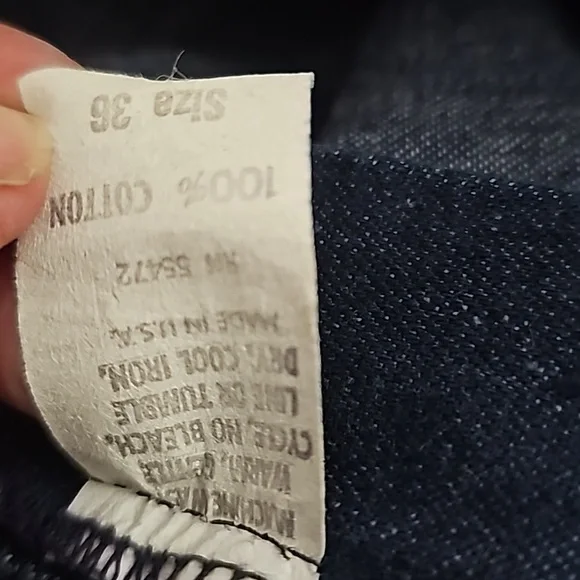 Size 36
100% COTTON
RN 55472
MADE IN U.S.A.
MACHINE WASH
WARM, GENTLE
CYCLE, NO BLEACH,
LINE OR TUMBLE
DRY, COOL IRON,